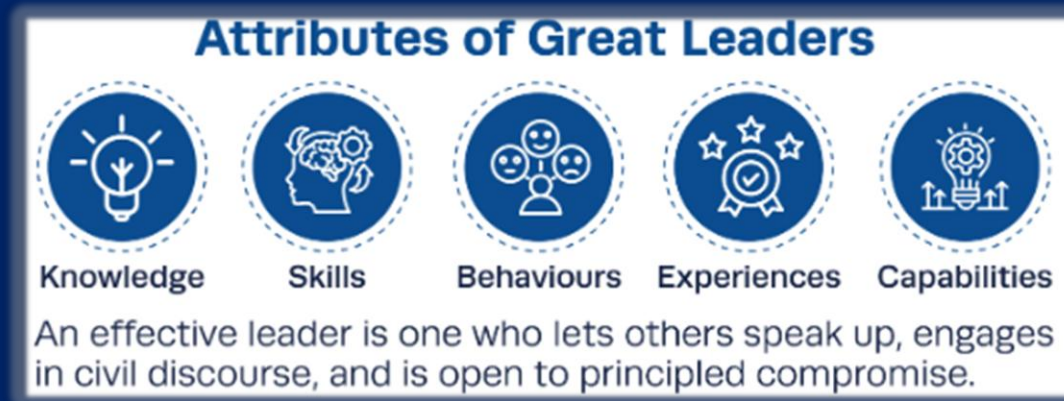 Attributes of Great Leaders
Knowledge
Skills
Behaviours
Experiences
Capabilities
An effective leader is one who lets others speak up, engages
in civil discourse, and is open to principled compromise.